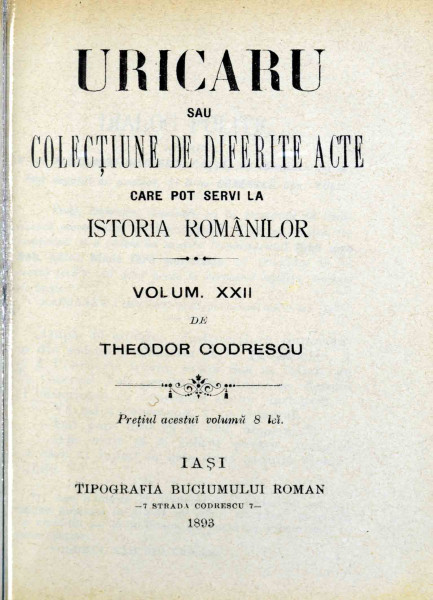 URICARU
SAU
COLECȚIUNE DE DIFERITE ACTE
CARE POT SERVI LA
ISTORIA ROMÂNILOR
VOLUM. XXII
DE
THEODOR CODRESCU
Prețiul acestuĭ volumŭ 8 leĭ.
IAȘI
TIPOGRAFIA BUCIUMULUI ROMAN
—7 STRADA CODRESCU 7—
1893